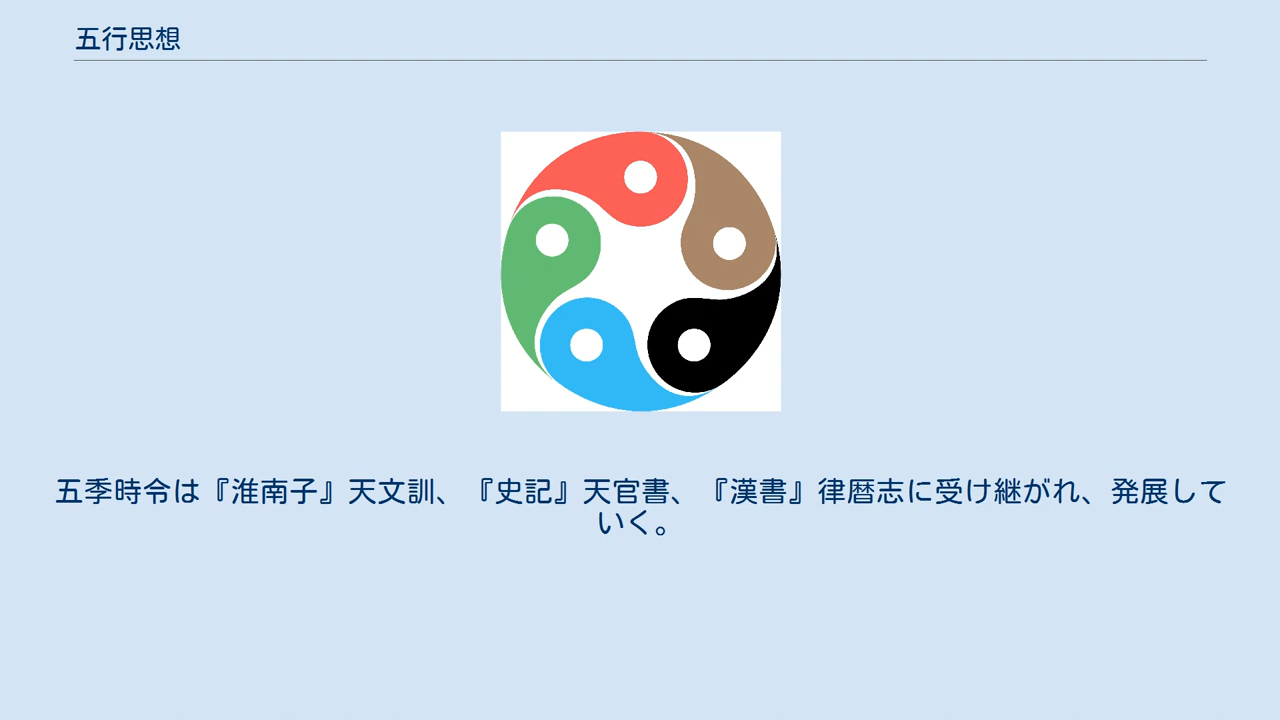 五行思想
五季時令は『淮南子』天文訓、『史記』天官書、『漢書』律暦志に受け継がれ、発展して
いく。